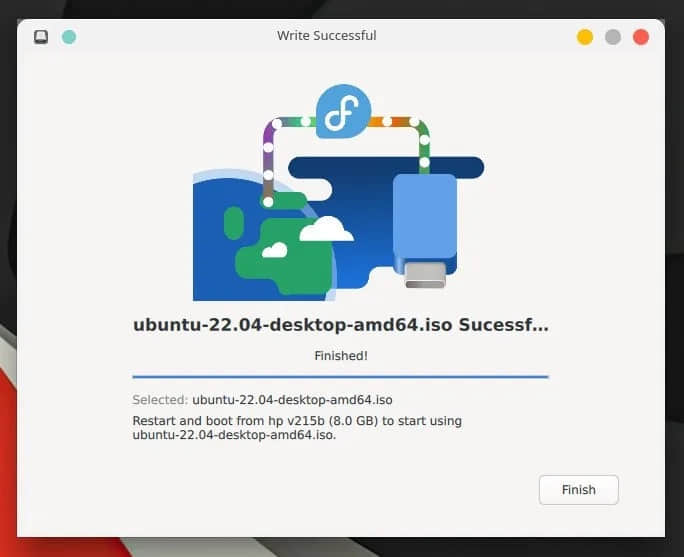 Write Successful
ubuntu-22.04-desktop-amd64.iso Sucessf...
Finished!
Selected: ubuntu-22.04-desktop-amd64.iso
Restart and boot from hp v215b (8.0 GB) to start using
ubuntu-22.04-desktop-amd64.iso.
Finish